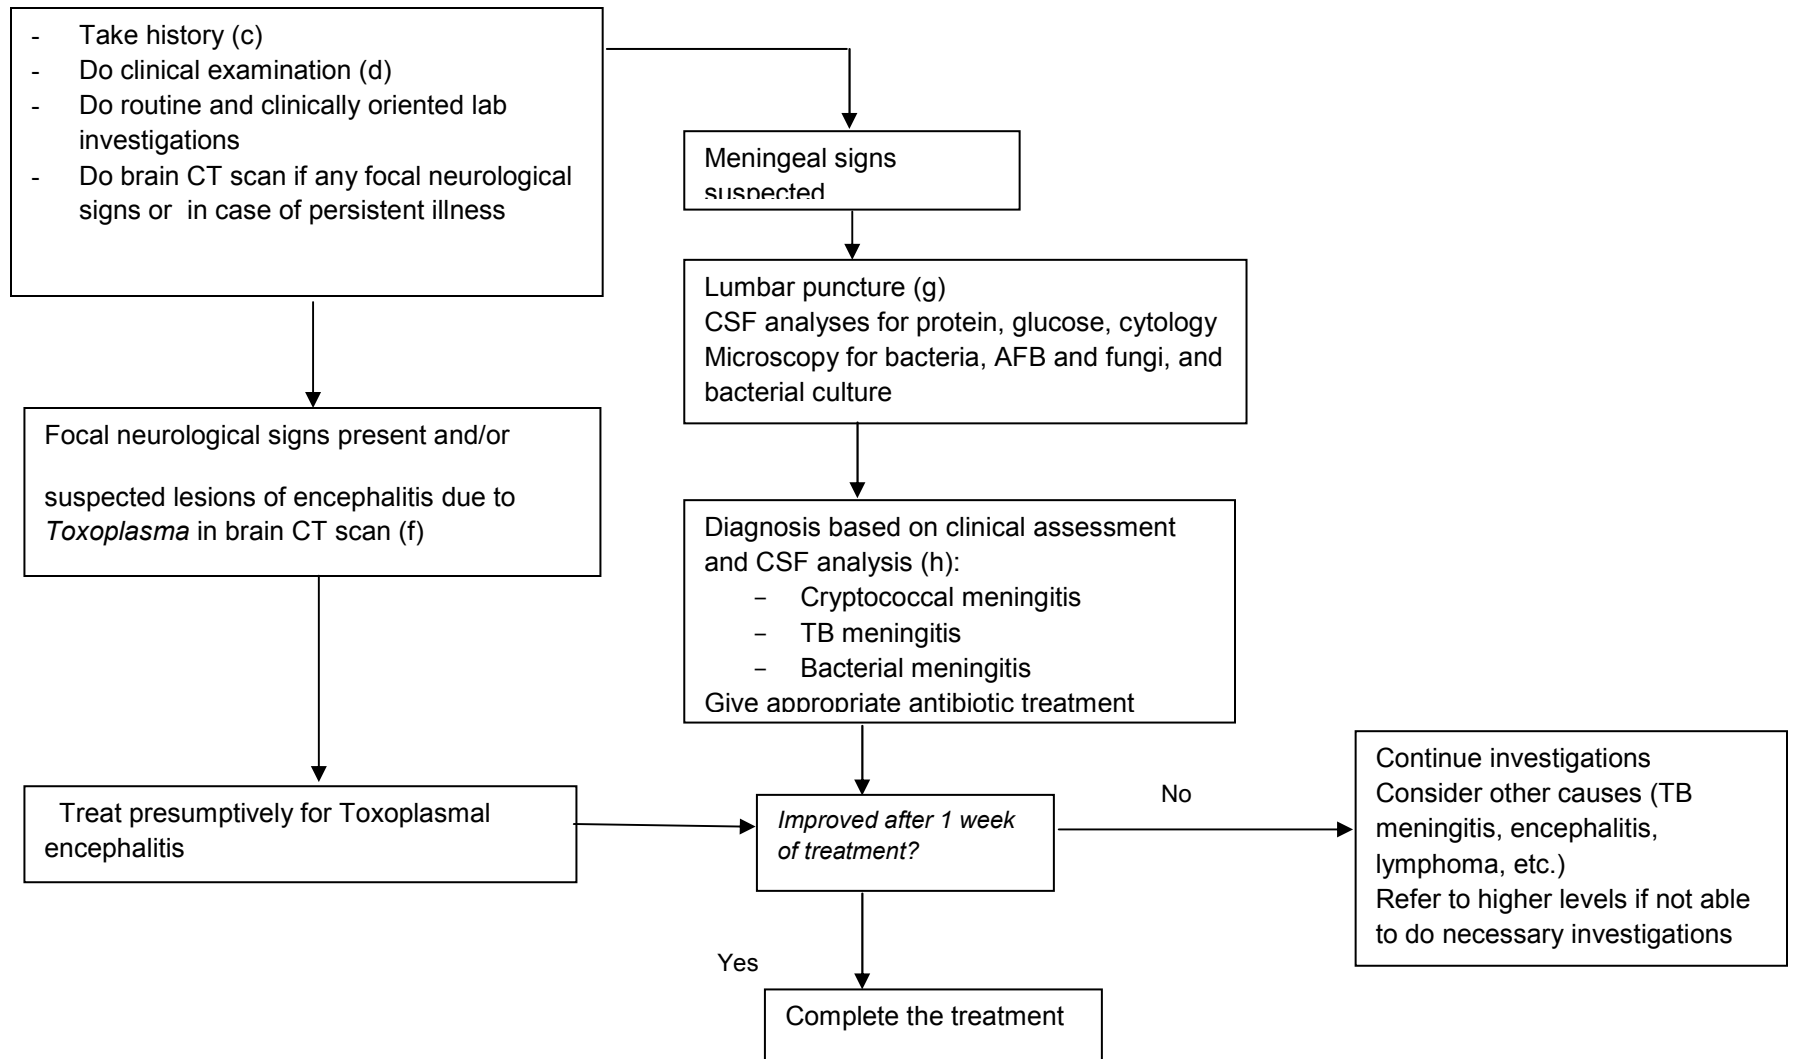 - Take history (c)
- Do clinical examination (d)
- Do routine and clinically oriented lab
investigations
- Do brain CT scan if any focal neurological
signs or in case of persistent illness
Meningeal signs
suspected
Lumbar puncture (g)
CSF analyses for protein, glucose, cytology
Microscopy for bacteria, AFB and fungi, and
bacterial culture
Focal neurological signs present and/or
suspected lesions of encephalitis due to
Toxoplasma in brain CT scan (f)
Diagnosis based on clinical assessment
and CSF analysis (h):
– Cryptococcal meningitis
– TB meningitis
– Bacterial meningitis
Give appropriate antibiotic treatment
Treat presumptively for Toxoplasmal
encephalitis
Improved after 1 week
of treatment?
No
Continue investigations
Consider other causes (TB
meningitis, encephalitis,
lymphoma, etc.)
Refer to higher levels if not able
to do necessary investigations
Yes
Complete the treatment